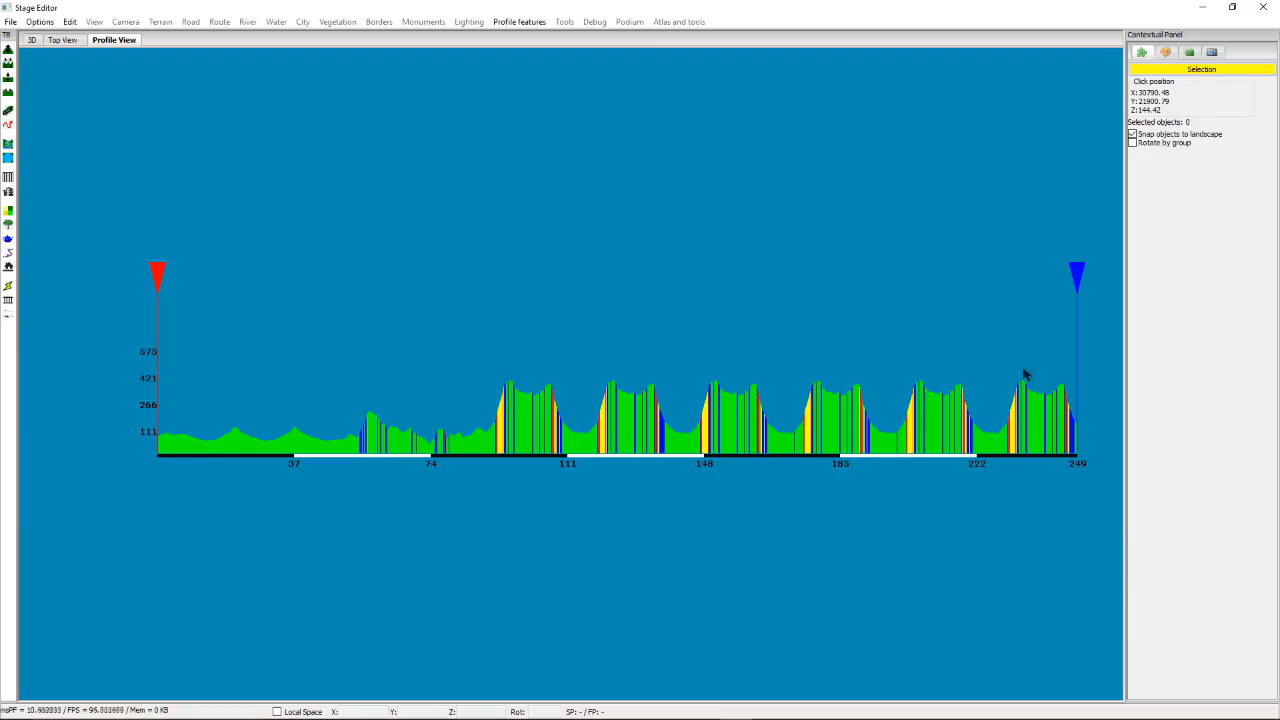 Stage Editor
File Options Edit View Camera Terrain Road Route River Water City Vegetation Borders Monuments Lighting Profile features Tools Debug Podium Atlas and tools
TB 3D Top View Profile View
Contextual Panel
Selection
Click position
X:30790.48
Y:21900.79
Z:144.42
Selected objects: 0
Snap objects to landscape
Rotate by group
575
421
266
111
37 74 111 148 185 222 249
Local Space X: Y: Z: Rot: SP: - / FP: -